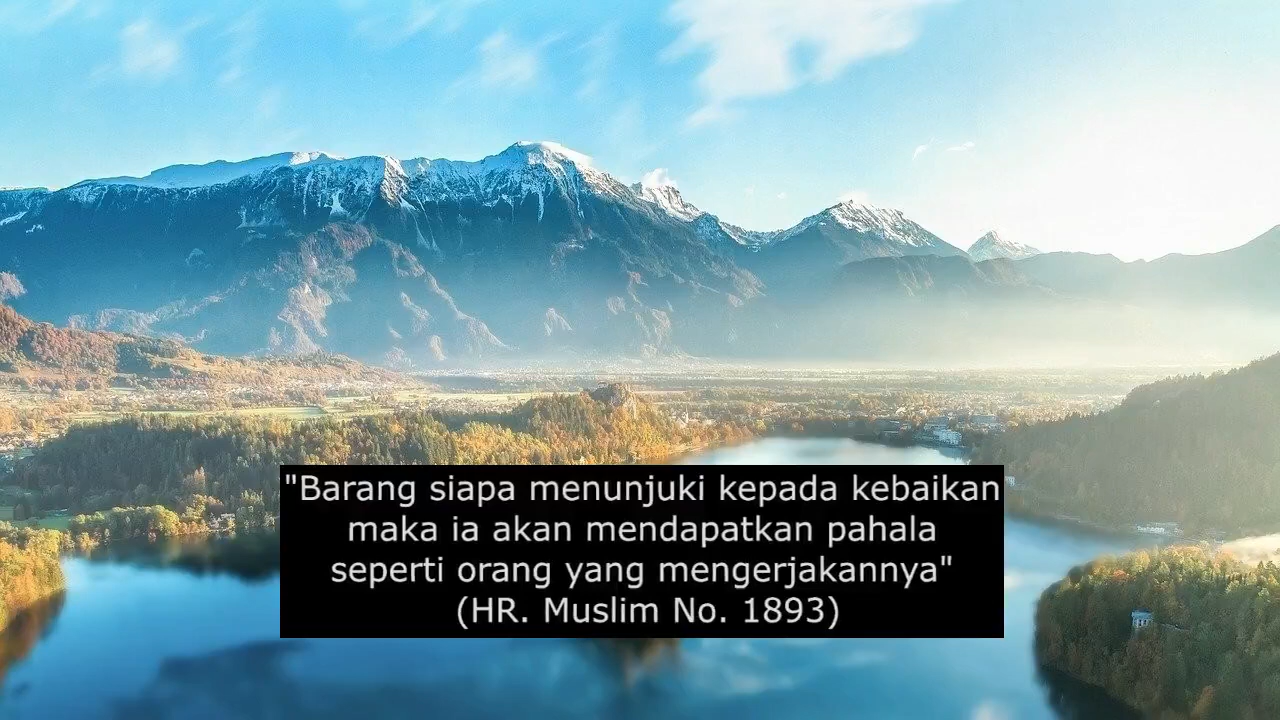 "Barang siapa menunjuki kepada kebaikan
maka ia akan mendapatkan pahala
seperti orang yang mengerjakannya"
(HR. Muslim No. 1893)